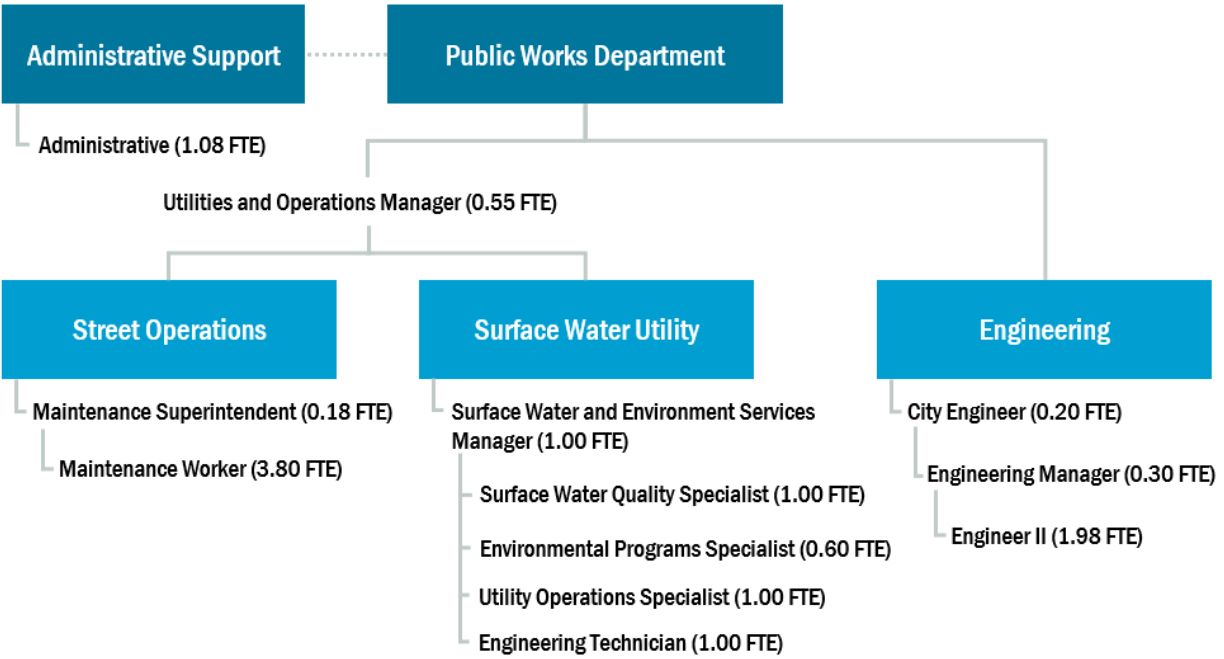 Administrative Support
Public Works Department
Administrative (1.08 FTE)
Utilities and Operations Manager (0.55 FTE)
Street Operations
Surface Water Utility
Engineering
Maintenance Superintendent (0.18 FTE)
Maintenance Worker (3.80 FTE)
Surface Water and Environment Services
Manager (1.00 FTE)
Surface Water Quality Specialist (1.00 FTE)
Environmental Programs Specialist (0.60 FTE)
Utility Operations Specialist (1.00 FTE)
Engineering Technician (1.00 FTE)
City Engineer (0.20 FTE)
Engineering Manager (0.30 FTE)
Engineer II (1.98 FTE)